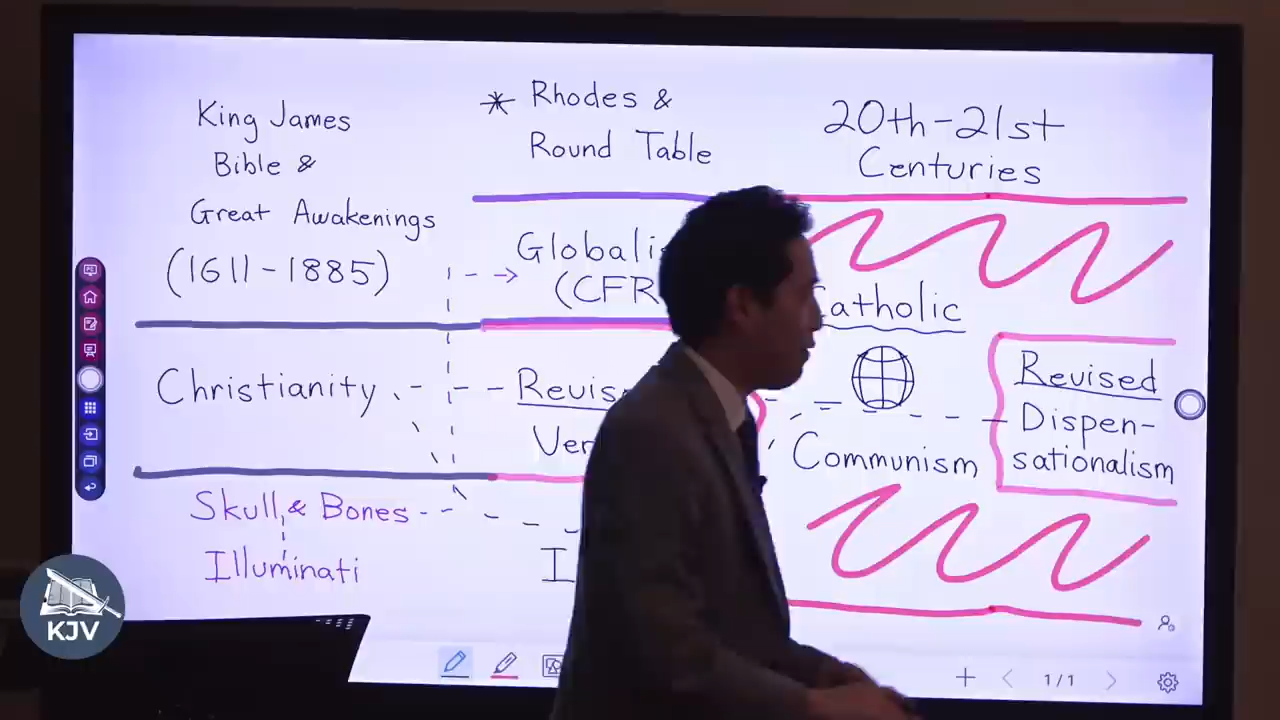 King James
Bible &
Great Awakenings
(1611-1885)
* Rhodes &
Round Table
20th-21st
Centuries
(CFR
Christianity
Catholic
Communism
Revised
Dispen-
sationalism
Skull & Bones
Illuminati
KJV
1/1